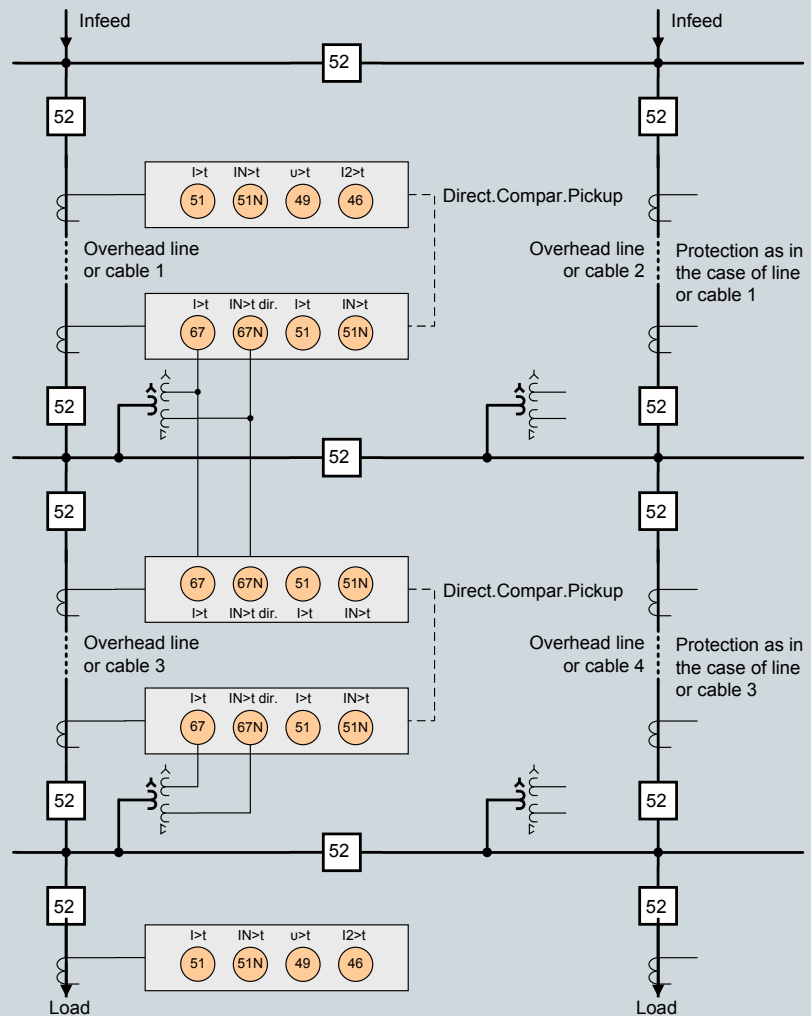 Infeed
Infeed
52
52
52
I>t IN>t υ>t I2>t
51 51N 49 46
Direct.Compar.Pickup
Overhead line
or cable 1
Overhead line
or cable 2
Protection as in
the case of line
or cable 1
I>t IN>t dir. I>t IN>t
67 67N 51 51N
52
52
52
52
52
67 67N 51 51N
I>t IN>t dir. I>t IN>t
Direct.Compar.Pickup
Overhead line
or cable 3
Overhead line
or cable 4
Protection as in
the case of line
or cable 3
I>t IN>t dir. I>t IN>t
67 67N 51 51N
52
52
52
52
52
I>t IN>t υ>t I2>t
51 51N 49 46
Load
Load